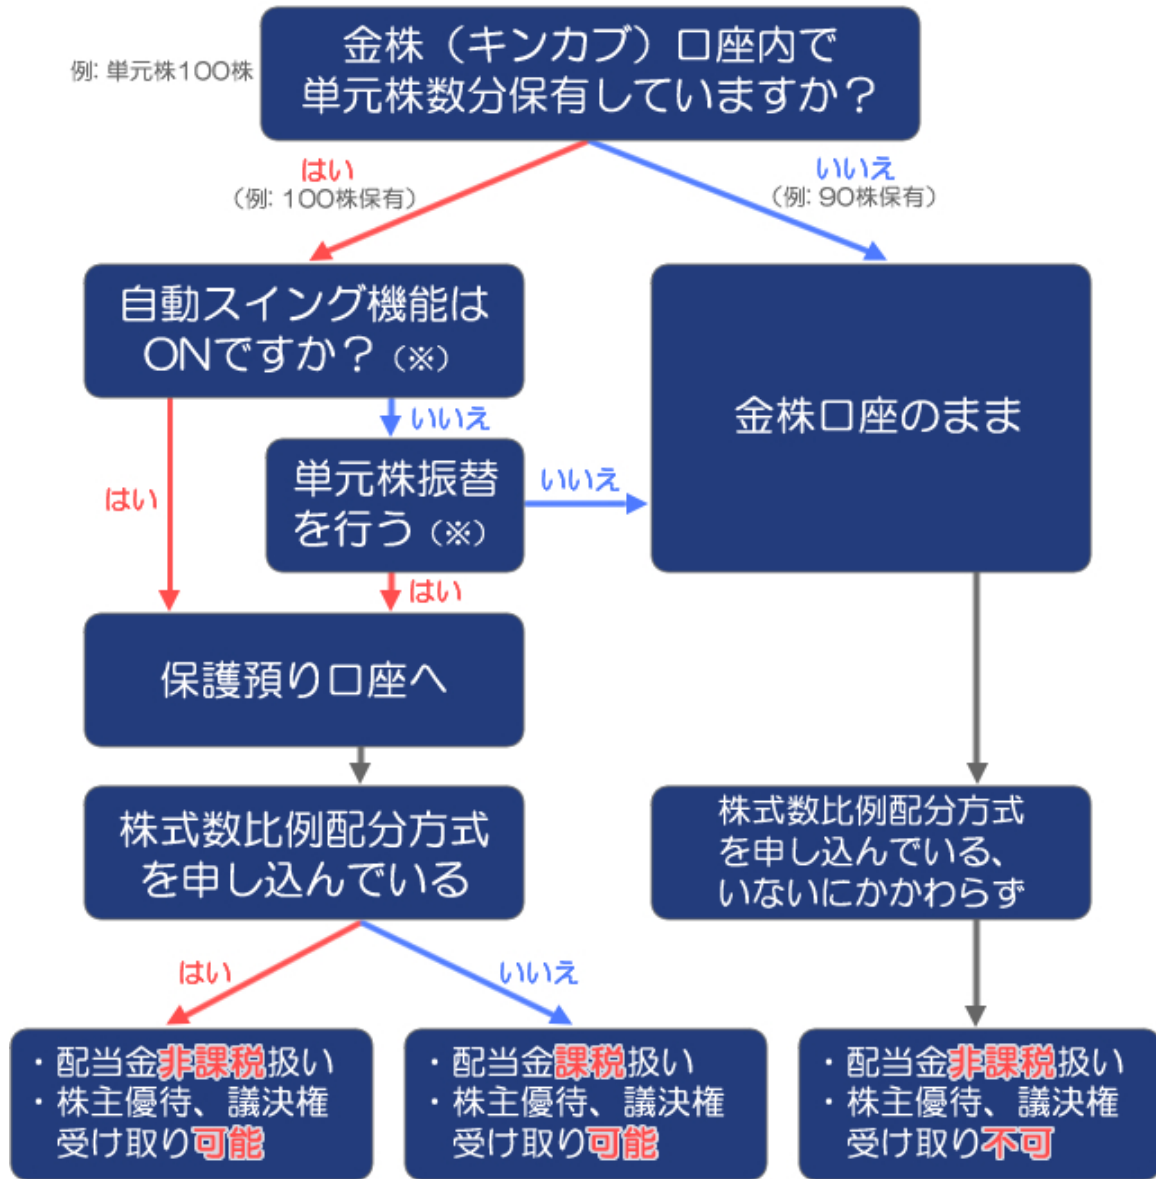 例: 単元株100株
金株（キンカブ）口座内で
単元株数分保有していますか？
はい
（例: 100株保有）
いいえ
（例: 90株保有）
自動スイング機能は
ONですか？（※）
金株口座のまま
はい
いいえ
単元株振替
を行う（※）
いいえ
はい
保護預り口座へ
株式数比例配分方式
を申し込んでいる
株式数比例配分方式
を申し込んでいる、
いないにかかわらず
はい
いいえ
・配当金非課税扱い
・株主優待、議決権
受け取り可能
・配当金課税扱い
・株主優待、議決権
受け取り可能
・配当金非課税扱い
・株主優待、議決権
受け取り不可